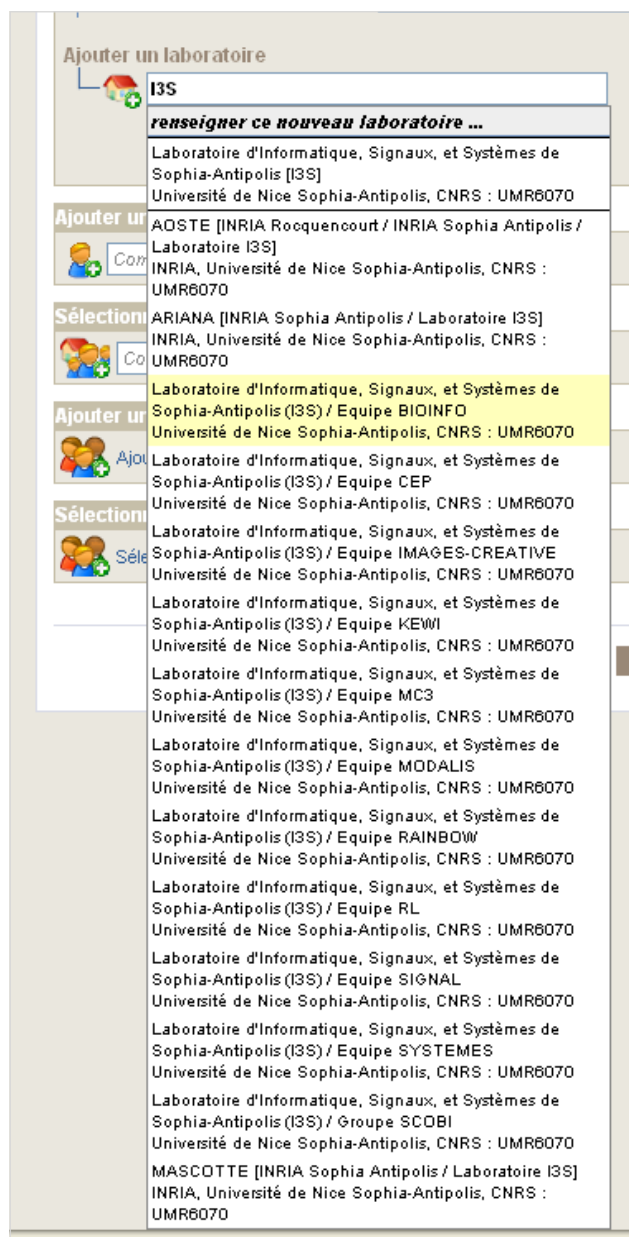 Ajouter un laboratoire
I3S
renseigner ce nouveau laboratoire ...
Laboratoire d'Informatique, Signaux, et Systèmes de
Sophia-Antipolis [I3S]
Université de Nice Sophia-Antipolis, CNRS : UMR6070
Ajouter ur
AOSTE [INRIA Rocquencourt / INRIA Sophia Antipolis /
Laboratoire I3S]
Com
INRIA, Université de Nice Sophia-Antipolis, CNRS :
UMR6070
Sélection
ARIANA [INRIA Sophia Antipolis / Laboratoire I3S]
INRIA, Université de Nice Sophia-Antipolis, CNRS :
Co
UMR6070
Laboratoire d'Informatique, Signaux, et Systèmes de
Ajouter ur
Sophia-Antipolis (I3S) / Equipe BIOINFO
Université de Nice Sophia-Antipolis, CNRS : UMR6070
Ajou
Laboratoire d'Informatique, Signaux, et Systèmes de
Sophia-Antipolis (I3S) / Equipe CEP
Université de Nice Sophia-Antipolis, CNRS : UMR6070
Sélection
Laboratoire d'Informatique, Signaux, et Systèmes de
Séle
Sophia-Antipolis (I3S) / Equipe IMAGES-CREATIVE
Université de Nice Sophia-Antipolis, CNRS : UMR6070
Laboratoire d'Informatique, Signaux, et Systèmes de
Sophia-Antipolis (I3S) / Equipe KEWI
Université de Nice Sophia-Antipolis, CNRS : UMR6070
Laboratoire d'Informatique, Signaux, et Systèmes de
Sophia-Antipolis (I3S) / Equipe MC3
Université de Nice Sophia-Antipolis, CNRS : UMR6070
Laboratoire d'Informatique, Signaux, et Systèmes de
Sophia-Antipolis (I3S) / Equipe MODALIS
Université de Nice Sophia-Antipolis, CNRS : UMR6070
Laboratoire d'Informatique, Signaux, et Systèmes de
Sophia-Antipolis (I3S) / Equipe RAINBOW
Université de Nice Sophia-Antipolis, CNRS : UMR6070
Laboratoire d'Informatique, Signaux, et Systèmes de
Sophia-Antipolis (I3S) / Equipe RL
Université de Nice Sophia-Antipolis, CNRS : UMR6070
Laboratoire d'Informatique, Signaux, et Systèmes de
Sophia-Antipolis (I3S) / Equipe SIGNAL
Université de Nice Sophia-Antipolis, CNRS : UMR6070
Laboratoire d'Informatique, Signaux, et Systèmes de
Sophia-Antipolis (I3S) / Equipe SYSTEMES
Université de Nice Sophia-Antipolis, CNRS : UMR6070
Laboratoire d'Informatique, Signaux, et Systèmes de
Sophia-Antipolis (I3S) / Groupe SCOBI
Université de Nice Sophia-Antipolis, CNRS : UMR6070
MASCOTTE [INRIA Sophia Antipolis / Laboratoire I3S]
INRIA, Université de Nice Sophia-Antipolis, CNRS :
UMR6070